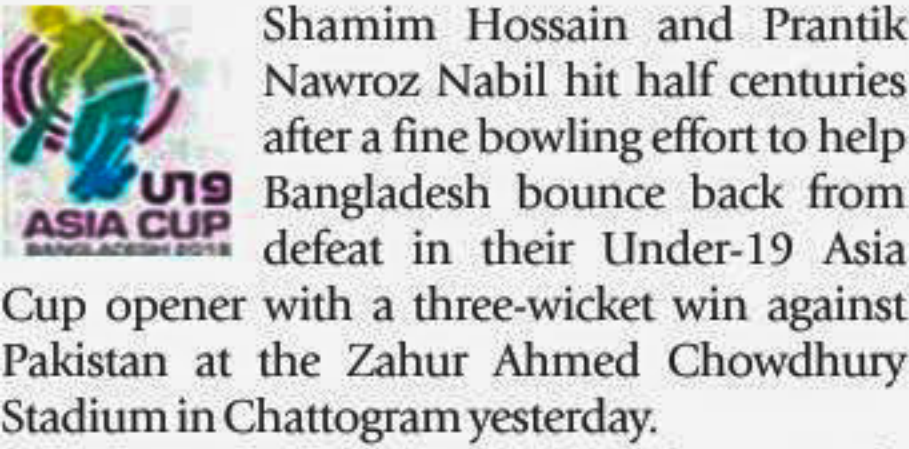 Shamim Hossain and Prantik
Nawroz Nabil hit half centuries
after a fine bowling effort to help
Bangladesh bounce back from
defeat in their Under-19 Asia
Cup opener with a three-wicket win against
Pakistan at the Zahur Ahmed Chowdhury
Stadium in Chattogram yesterday.
U19
ASIA CUP
BANGLADESH 2018